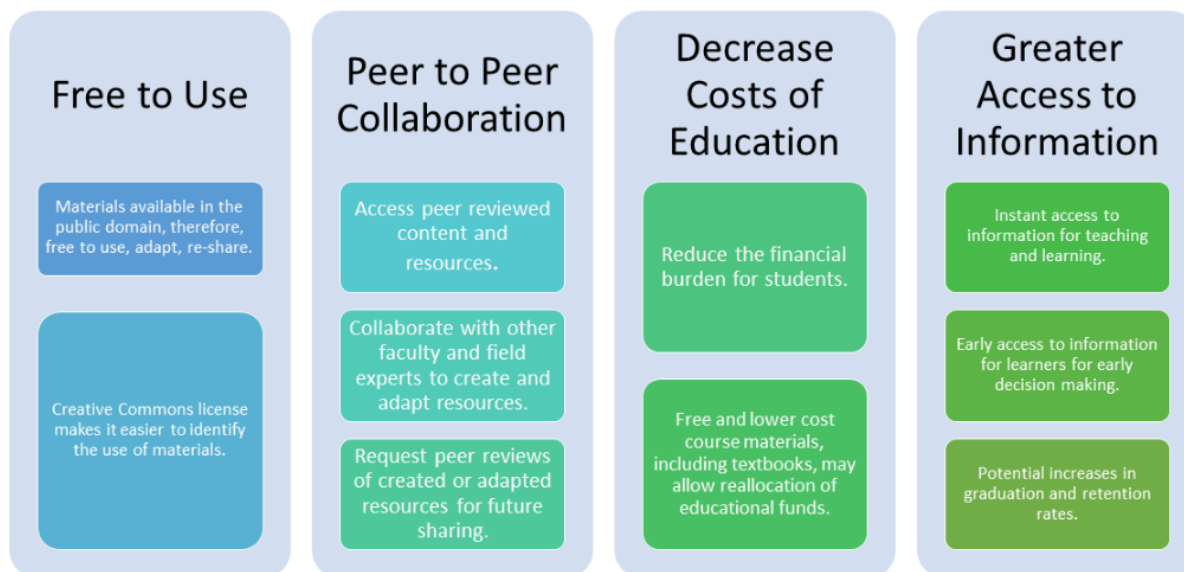 Free to Use
Materials available in the
public domain, therefore,
free to use, adapt, re-share.
Creative Commons license
makes it easier to identify
the use of materials.
Peer to Peer
Collaboration
Access peer reviewed
content and
resources.
Collaborate with other
faculty and field
experts to create and
adapt resources.
Request peer reviews
of created or adapted
resources for future
sharing.
Decrease
Costs of
Education
Reduce the financial
burden for students.
Free and lower cost
course materials,
including textbooks, may
allow reallocation of
educational funds.
Greater
Access to
Information
Instant access to
information for teaching
and learning.
Early access to information
for learners for early
decision making.
Potential increases in
graduation and retention
rates.